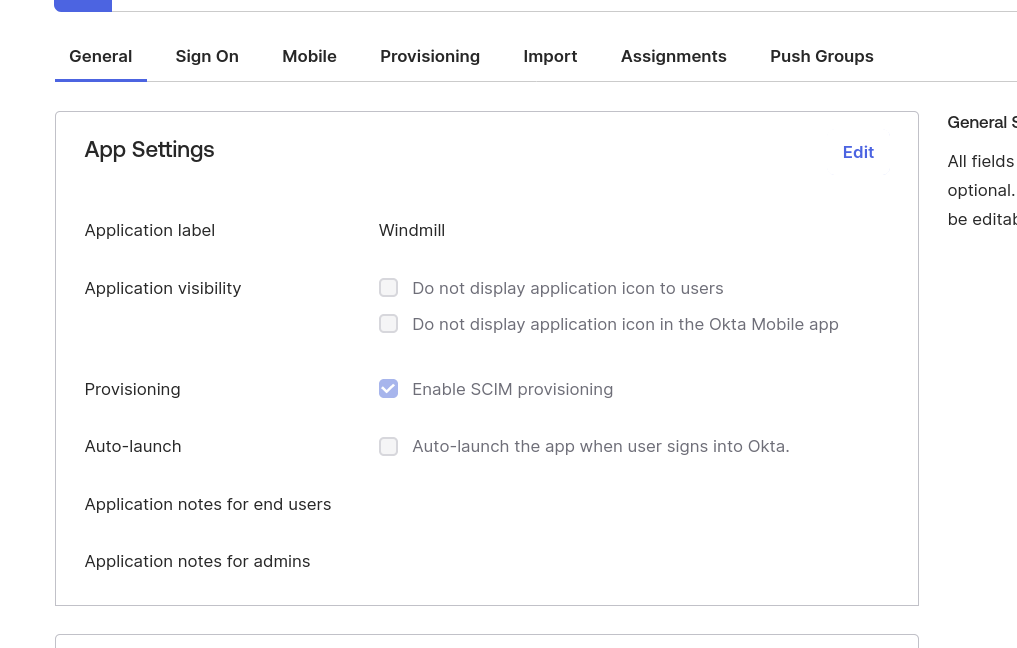 General Sign On Mobile Provisioning Import Assignments Push Groups
App Settings
Edit
Application label Windmill
Application visibility Do not display application icon to users
Do not display application icon in the Okta Mobile app
Provisioning Enable SCIM provisioning
Auto-launch Auto-launch the app when user signs into Okta.
Application notes for end users
Application notes for admins
General
All fields
optional.
be